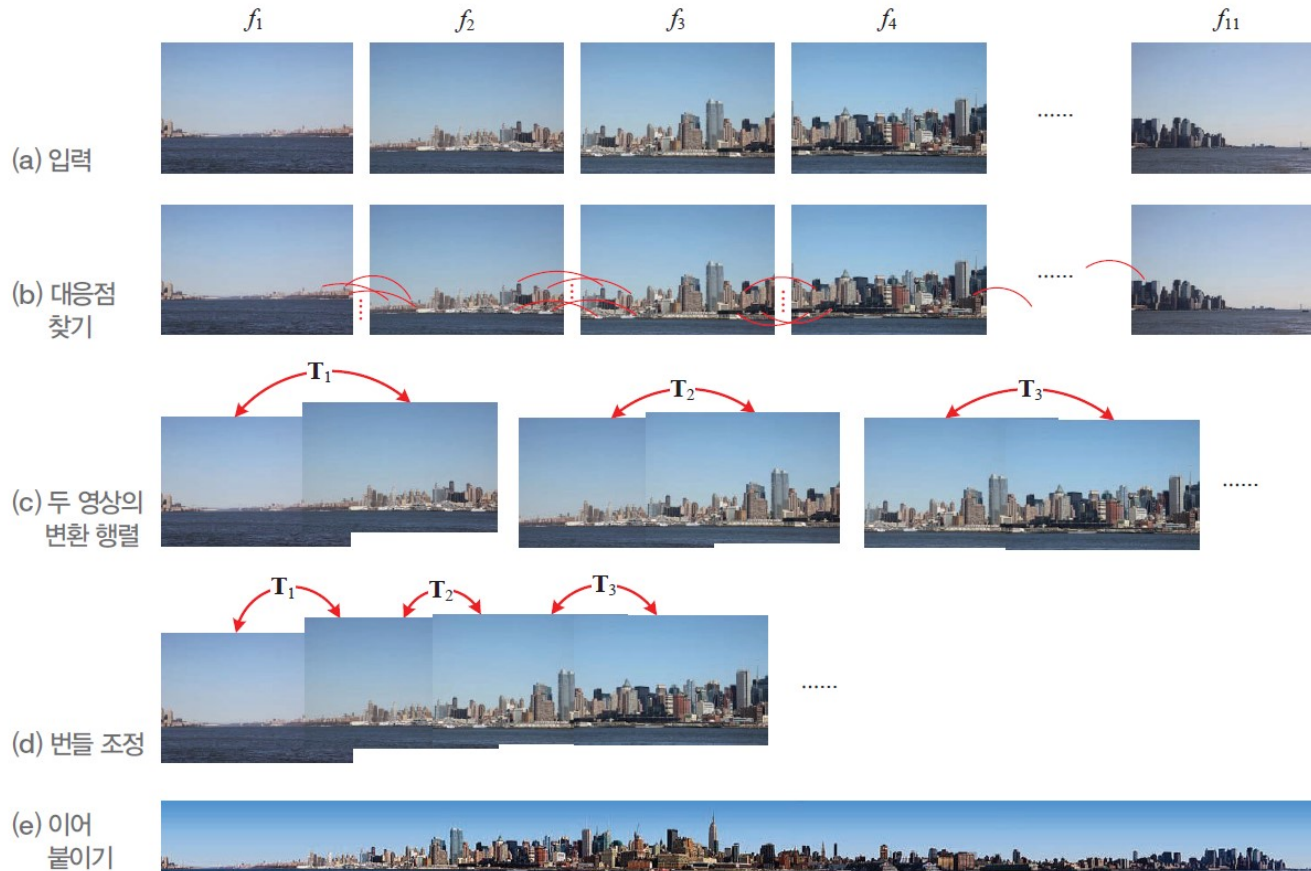 f1 f2 f3 f4 f11
(a) 입력
......
(b) 대응점
찾기
......
T1 T2 T3
(c) 두 영상의
변환 행렬
......
T1 T2 T3
(d) 번들 조정
......
(e) 이어
붙이기